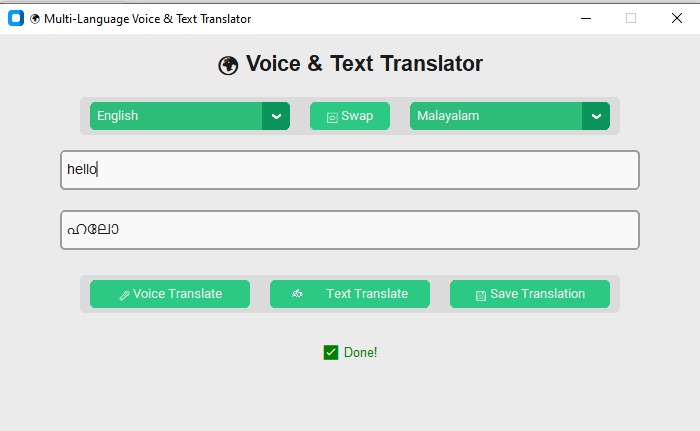 Multi-Language Voice & Text Translator
Voice & Text Translator
English Swap Malayalam
hello
ഹലോ
Voice Translate Text Translate Save Translation
Done!